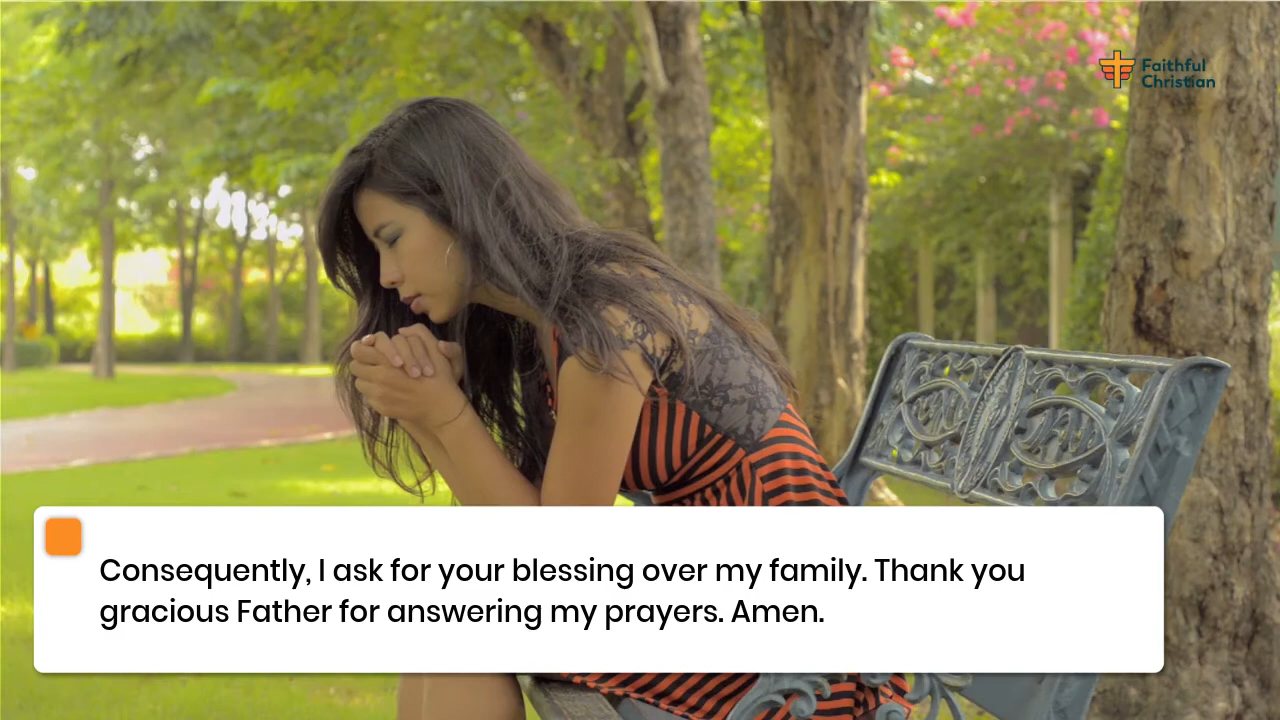 Faithful
Christian
Consequently, I ask for your blessing over my family. Thank you
gracious Father for answering my prayers. Amen.